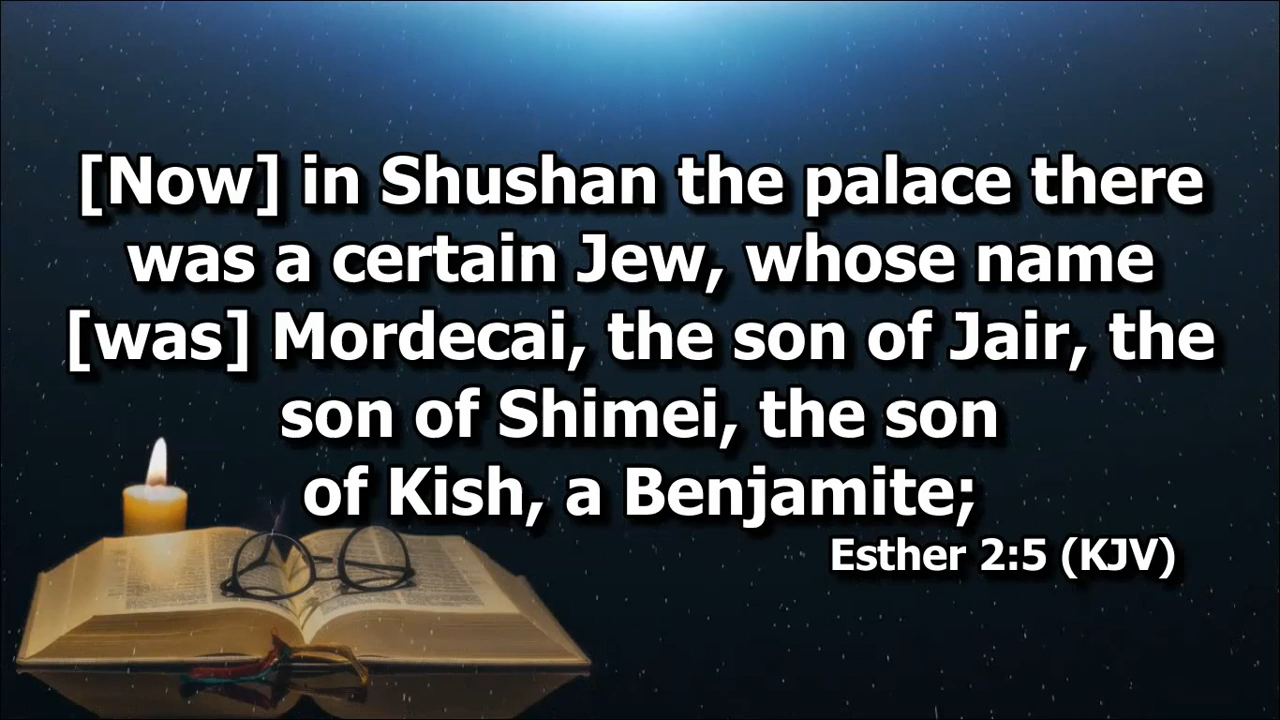 [Now] in Shushan the palace there
was a certain Jew, whose name
[was] Mordecai, the son of Jair, the
son of Shimei, the son
of Kish, a Benjamite;
Esther 2:5 (KJV)